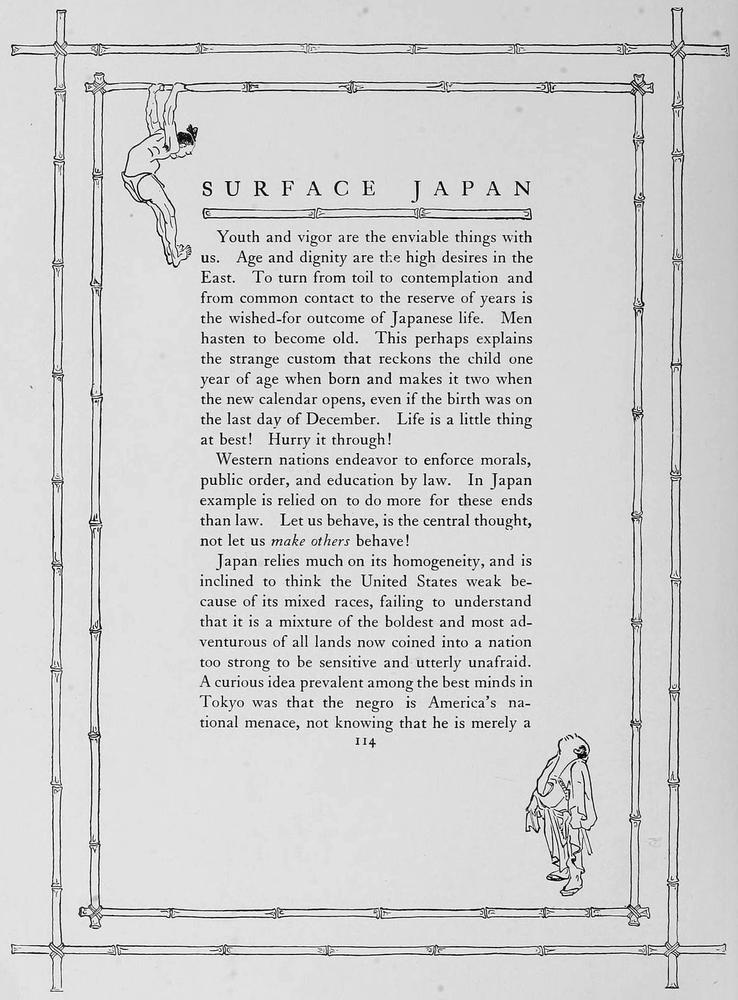 SURFACE JAPAN
Youth and vigor are the enviable things with
us. Age and dignity are the high desires in the
East. To turn from toil to contemplation and
from common contact to the reserve of years is
the wished-for outcome of Japanese life. Men
hasten to become old. This perhaps explains
the strange custom that reckons the child one
year of age when born and makes it two when
the new calendar opens, even if the birth was on
the last day of December. Life is a little thing
at best! Hurry it through!
Western nations endeavor to enforce morals,
public order, and education by law. In Japan
example is relied on to do more for these ends
than law. Let us behave, is the central thought,
not let us make others behave!
Japan relies much on its homogeneity, and is
inclined to think the United States weak be-
cause of its mixed races, failing to understand
that it is a mixture of the boldest and most ad-
venturous of all lands now coined into a nation
too strong to be sensitive and utterly unafraid.
A curious idea prevalent among the best minds in
Tokyo was that the negro is America's na-
tional menace, not knowing that he is merely a
114